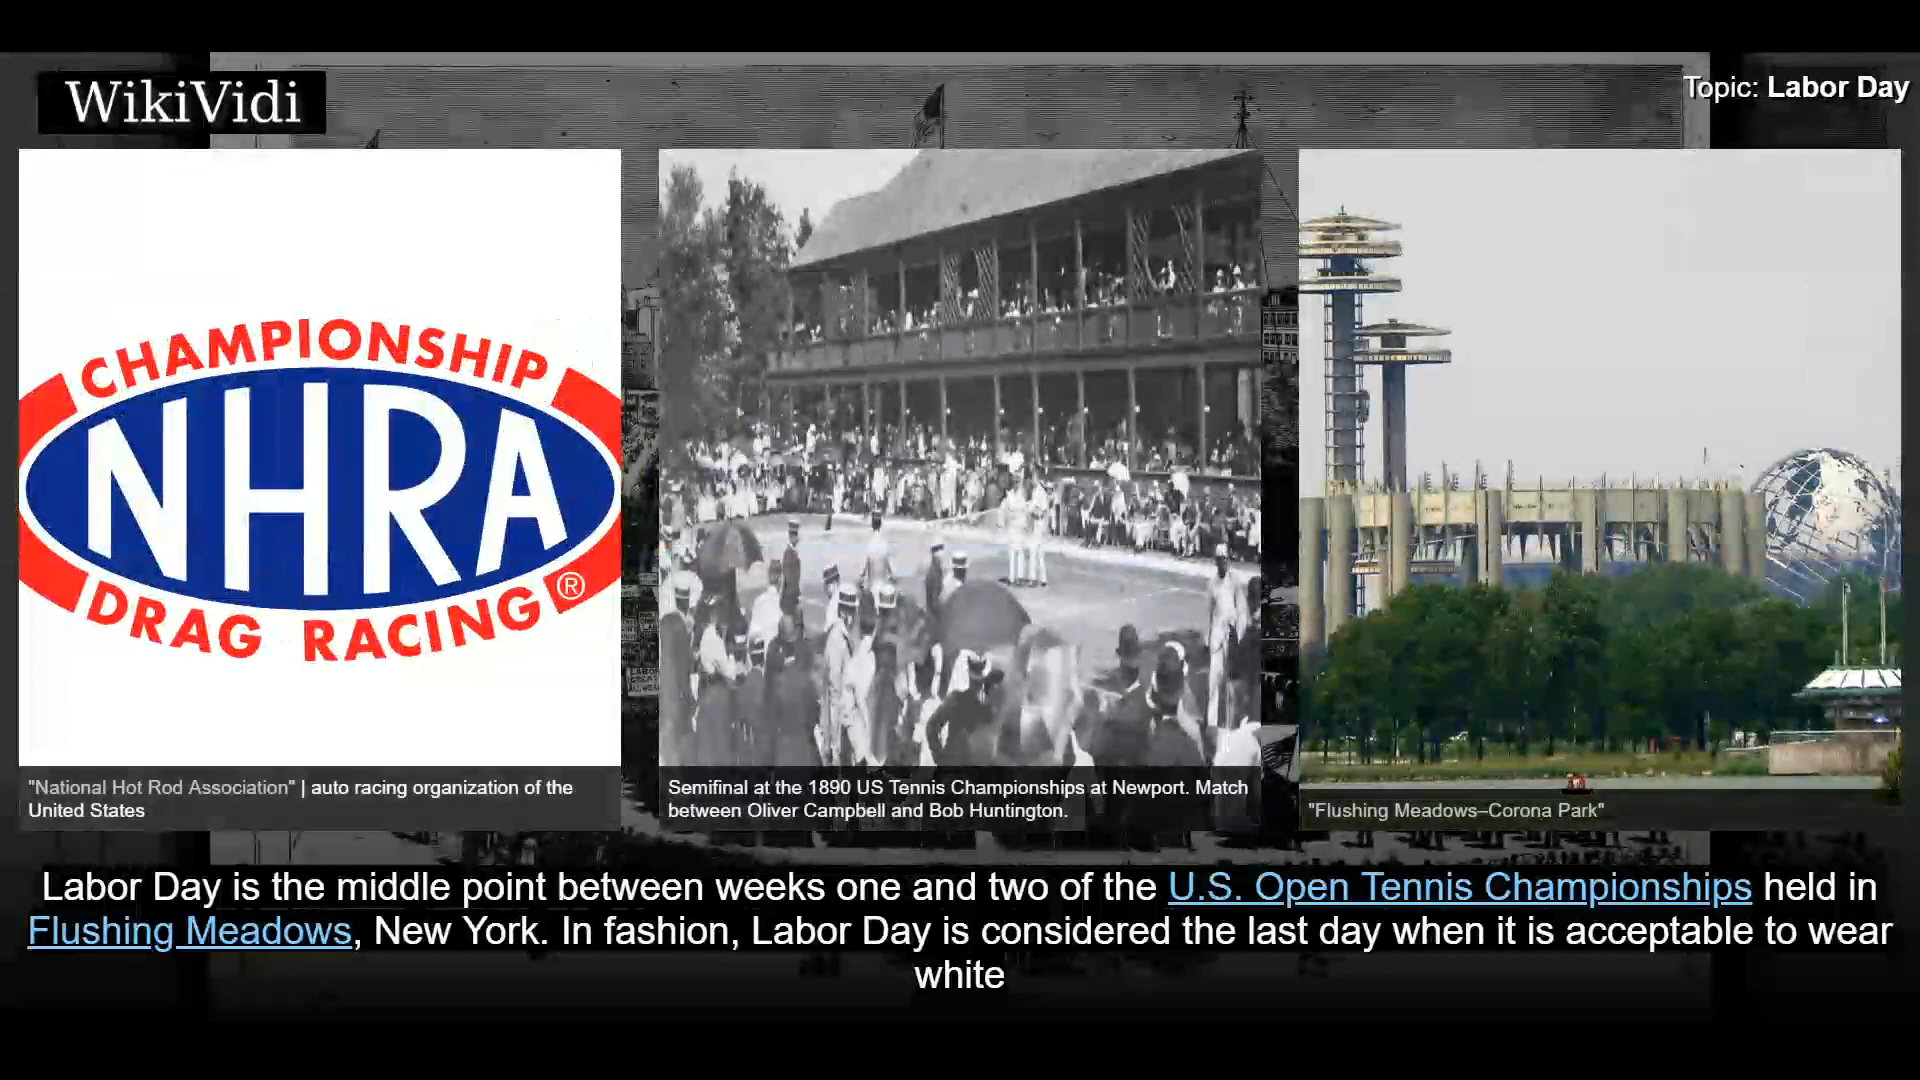 WikiVidi
Topic: Labor Day
CHAMPIONSHIP
NHRA
DRAG RACING®
"National Hot Rod Association" | auto racing organization of the
United States
Semifinal at the 1890 US Tennis Championships at Newport. Match
between Oliver Campbell and Bob Huntington.
"Flushing Meadows–Corona Park"
Labor Day is the middle point between weeks one and two of the U.S. Open Tennis Championships held in
Flushing Meadows, New York. In fashion, Labor Day is considered the last day when it is acceptable to wear
white